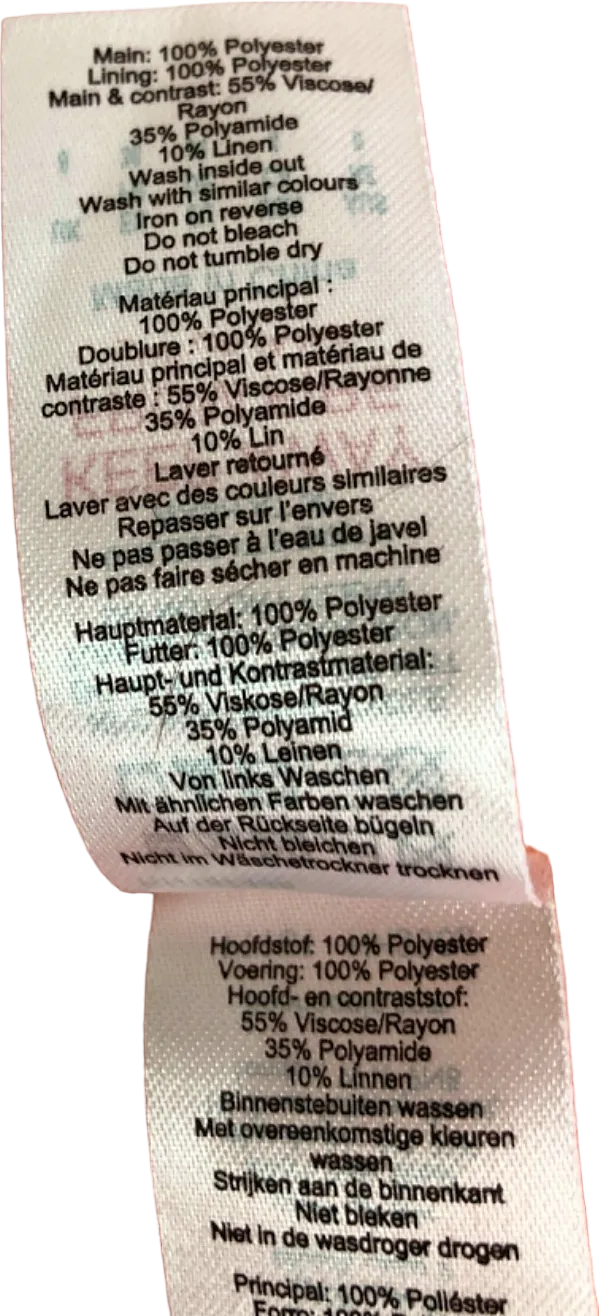 Main: 100% Polyester
Lining: 100% Polyester
Main & contrast: 55% Viscose/
Rayon
35% Polyamide
10% Linen
Wash inside out
Wash with similar colours
Iron on reverse
Do not bleach
Do not tumble dry
Matériau principal :
100% Polyester
Doublure : 100% Polyester
Matériau principal et matériau de
contraste : 55% Viscose/Rayonne
35% Polyamide
10% Lin
Laver retourné
Laver avec des couleurs similaires
Repasser sur l'envers
Ne pas passer à l'eau de javel
Ne pas faire sécher en machine
Hauptmaterial: 100% Polyester
Futter: 100% Polyester
Haupt- und Kontrastmaterial:
55% Viskose/Rayon
35% Polyamid
10% Leinen
Von links Waschen
Mit ähnlichen Farben waschen
Auf der Rückseite bügeln
Nicht bleichen
Nicht im Wäschetrockner trocknen
Hoofdstof: 100% Polyester
Voering: 100% Polyester
Hoofd- en contraststof:
55% Viscose/Rayon
35% Polyamide
10% Linnen
Binnenstebuiten wassen
Met overeenkomstige kleuren
wassen
Strijken aan de binnenkant
Niet bleken
Niet in de wasdroger drogen
Principal: 100% Poliéster